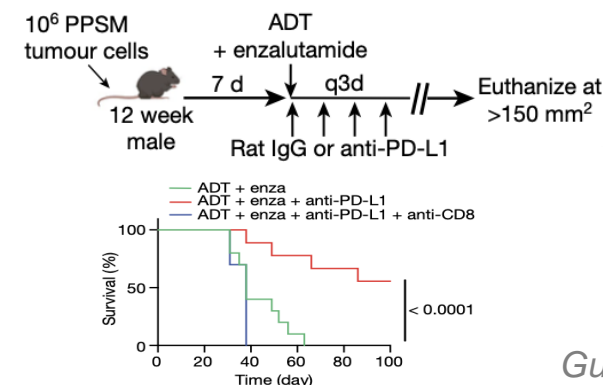 10⁶ PPSM
tumour cells
12 week
male
7 d
ADT
+ enzalutamide
q3d
Rat IgG or anti-PD-L1
Euthanize at
>150 mm²
ADT + enza
ADT + enza + anti-PD-L1
ADT + enza + anti-PD-L1 + anti-CD8
Survival (%)
100
50
0
0 20 40 60 80 100
Time (day)
< 0.0001
Gu